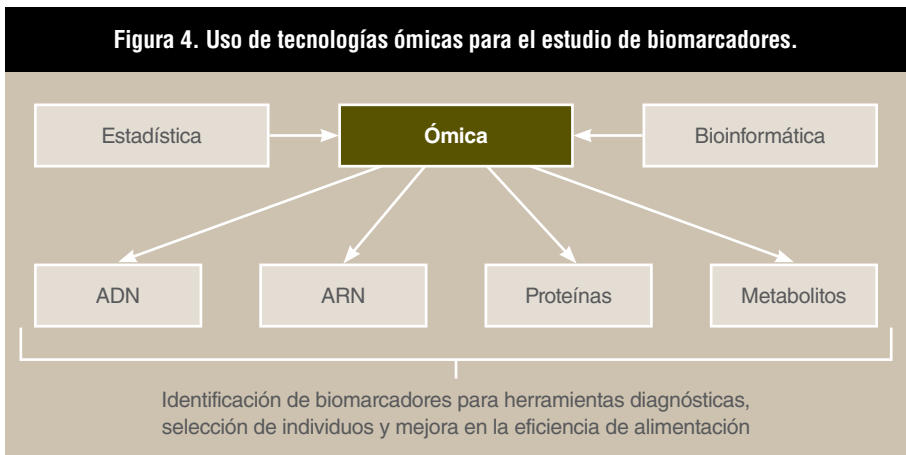 Figura 4. Uso de tecnologías ómicas para el estudio de biomarcadores.
Estadística
Ómica
Bioinformática
ADN
ARN
Proteínas
Metabolitos
Identificación de biomarcadores para herramientas diagnósticas,
selección de individuos y mejora en la eficiencia de alimentación